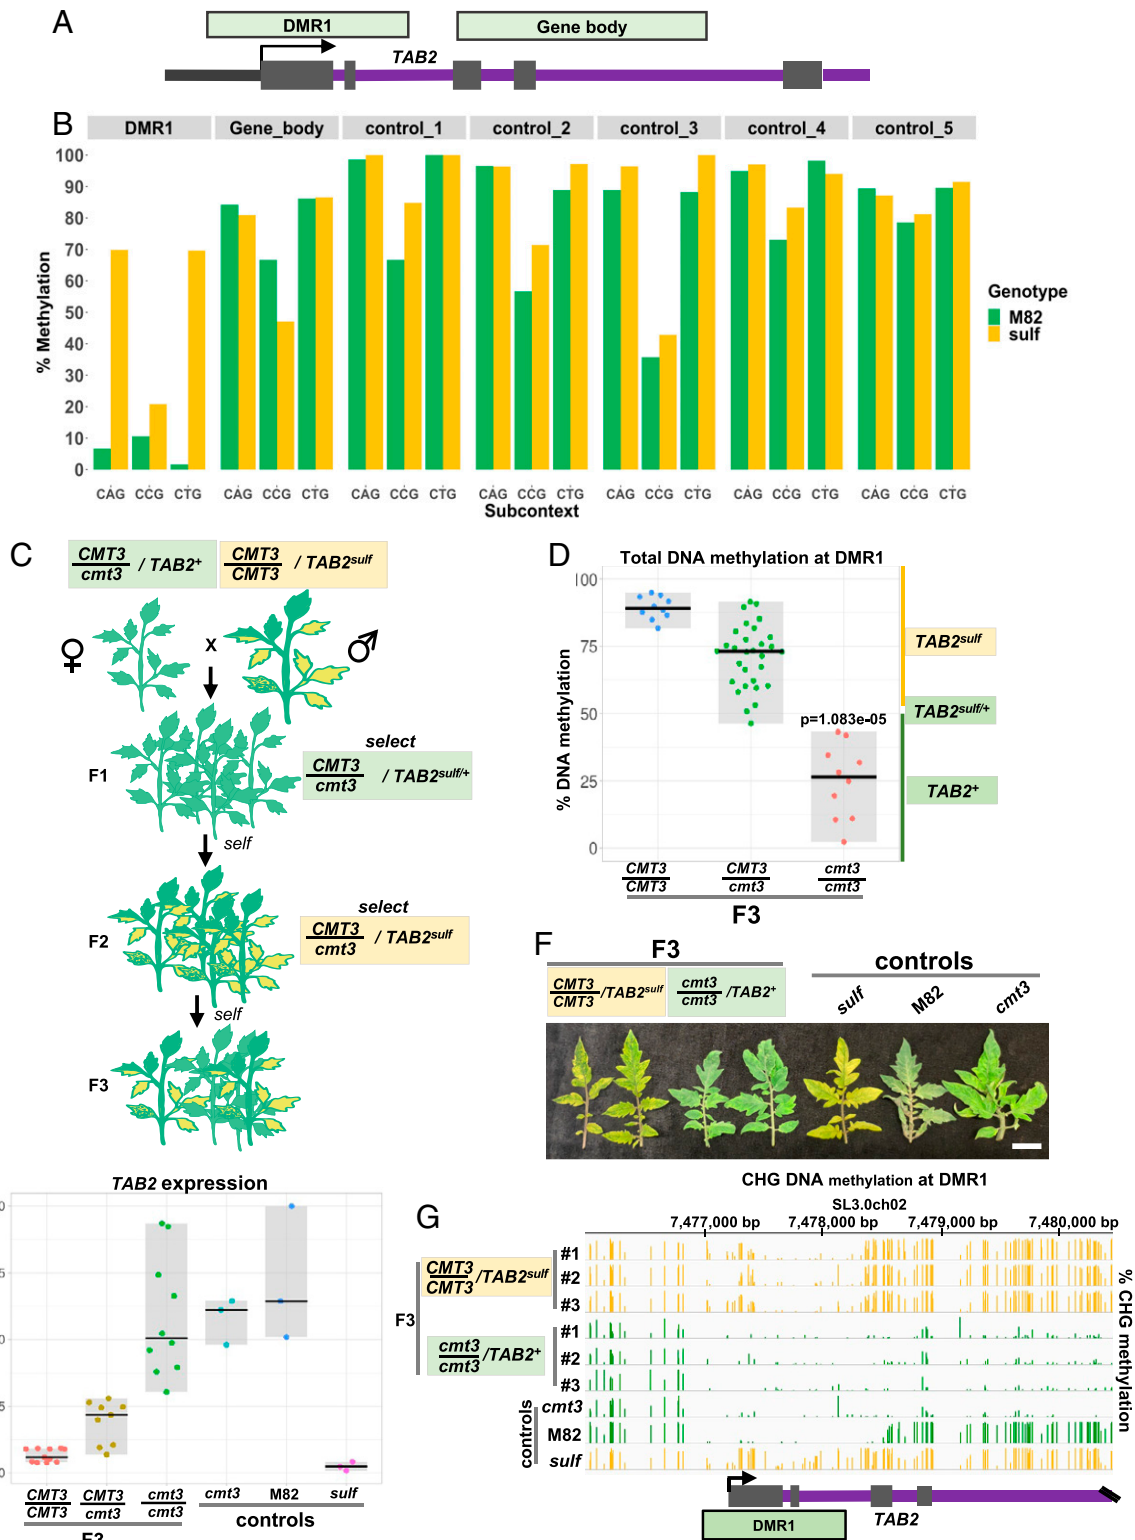 A
DMR1
Gene body
TAB2
B
DMR1 Gene_body control_1 control_2 control_3 control_4 control_5
% Methylation
100
90
80
70
60
50
40
30
20
10
0
CAG CCG CTG CAG CCG CTG CAG CCG CTG CAG CCG CTG CAG CCG CTG CAG CCG CTG CAG CCG CTG
Subcontext
Genotype
M82
sulf
C
CMT3
cmt3 / TAB2+
CMT3
CMT3 / TAB2sulf
♀
x
♂
F1
select
CMT3
cmt3 / TAB2sulf/+
self
F2
select
CMT3
cmt3 / TAB2sulf
self
F3
D
Total DNA methylation at DMR1
% DNA methylation
100
75
50
25
0
p=1.083e-05
TAB2sulf
TAB2sulf/+
TAB2+
CMT3 CMT3 cmt3
CMT3 cmt3 cmt3
F3
TAB2 expression
0
5
0
5
0
CMT3 CMT3 cmt3 cmt3 M82 sulf
CMT3 cmt3 cmt3
controls
F
F3
controls
CMT3
CMT3 /TAB2sulf
cmt3
cmt3 /TAB2+
sulf
M82
cmt3
G
CHG DNA methylation at DMR1
SL3.0ch02
7,477,000 bp 7,478,000 bp 7,479,000 bp 7,480,000 bp
F3
CMT3
CMT3 /TAB2sulf
#1
#2
#3
cmt3
cmt3 /TAB2+
#1
#2
#3
controls
cmt3
M82
sulf
% CHG methylation
TAB2
DMR1